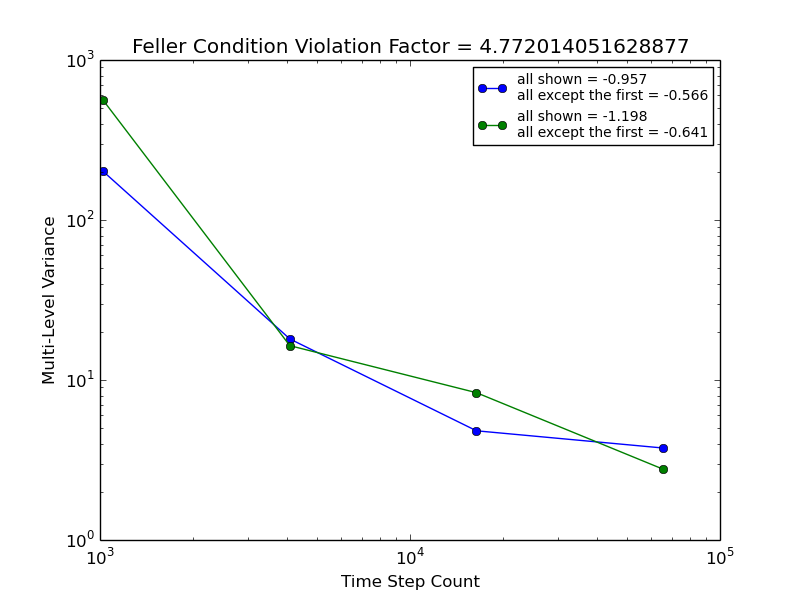 Feller Condition Violation Factor = 4.772014051628877
10^3
all shown = -0.957
all except the first = -0.566
all shown = -1.198
all except the first = -0.641
10^2
Multi-Level Variance
10^1
10^0
10^3 10^4 10^5
Time Step Count